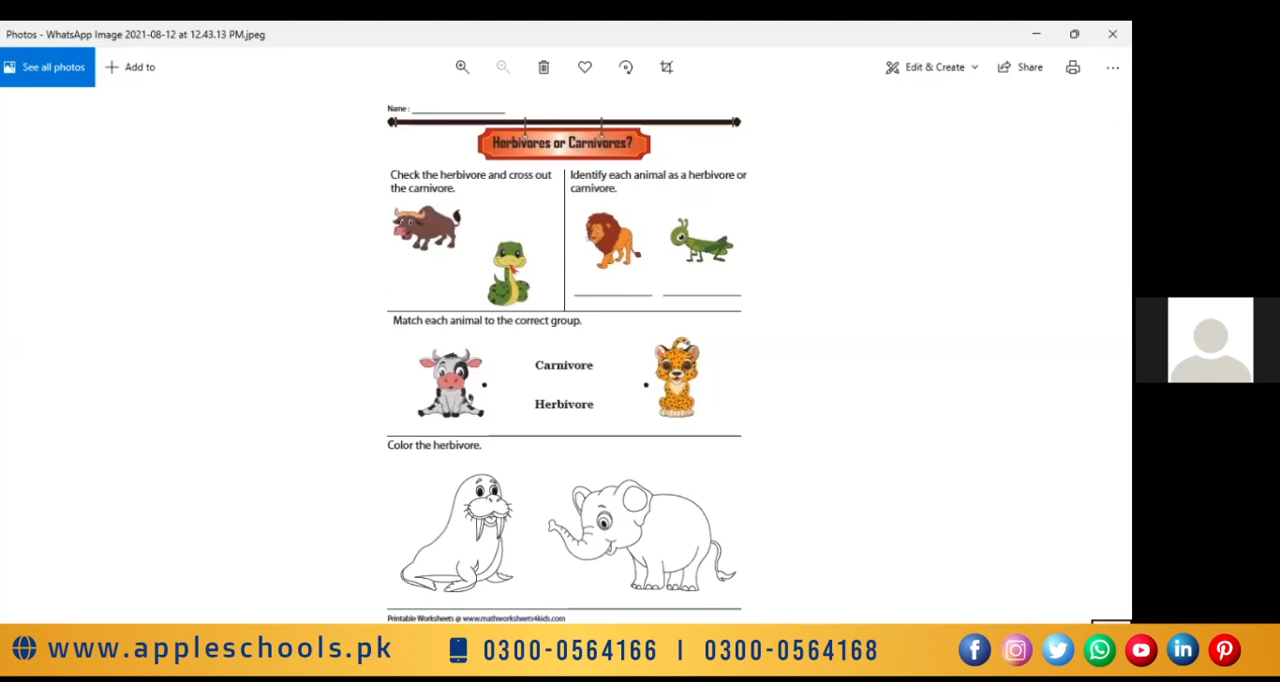 Photos - WhatsApp Image 2021-08-12 at 12.43.13 PM.jpeg
See all photos
Add to
Edit & Create
Share
Name :
Herbivores or Carnivores?
Check the herbivore and cross out
the carnivore.
Identify each animal as a herbivore or
carnivore.
Match each animal to the correct group.
Carnivore
Herbivore
Color the herbivore.
Printable Worksheets @ www.mathworksheets4kids.com
www.appleschools.pk
0300-0564166 | 0300-0564168